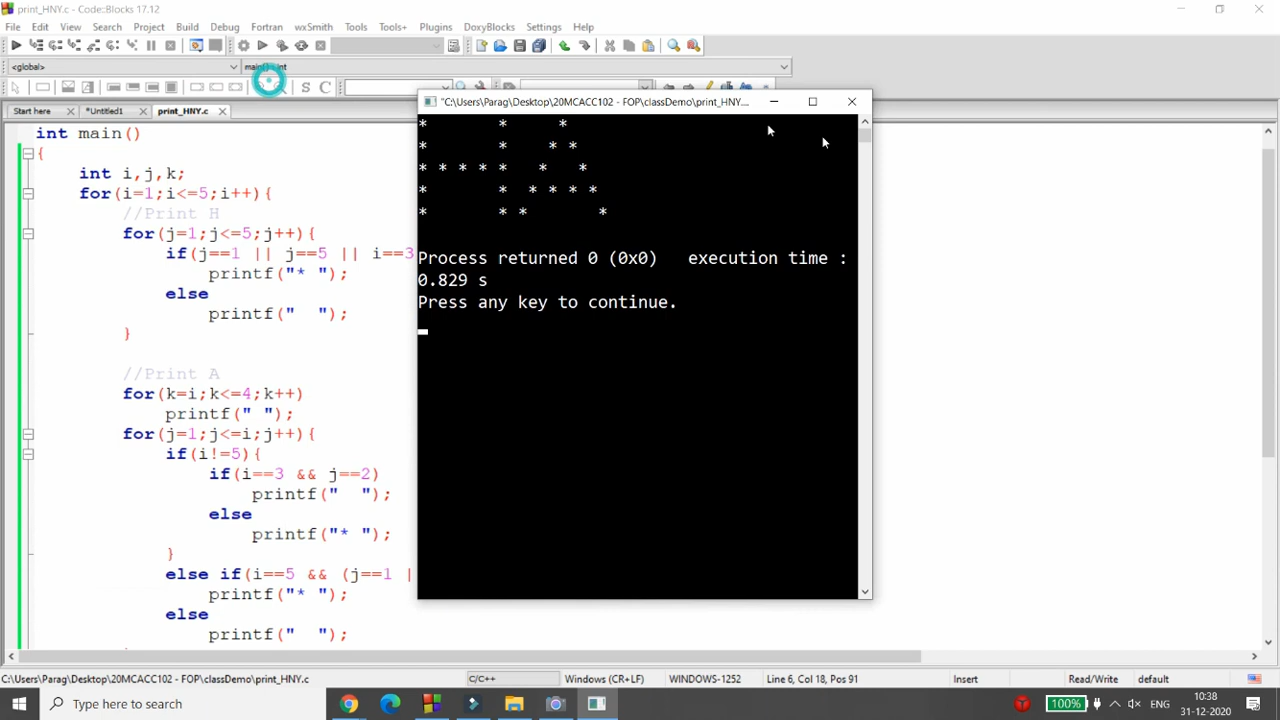 print_HNY.c - Code::Blocks 17.12
File Edit View Search Project Build Debug Fortran wxSmith Tools Tools+ Plugins DoxyBlocks Settings Help
<global>
main() : int
S C
Start here
*Untitled1
print_HNY.c
int main()
{
int i,j,k;
for(i=1;i<=5;i++){
//Print H
for(j=1;j<=5;j++){
if(j==1 || j==5 || i==3
printf("* ");
else
printf("  ");
}
//Print A
for(k=i;k<=4;k++)
printf(" ");
for(j=1;j<=i;j++){
if(i!=5){
if(i==3 && j==2)
printf("  ");
else
printf("* ");
}
else if(i==5 && (j==1 |
printf("* ");
else
printf("  ");
"C:\Users\Parag\Desktop\20MCACC102 - FOP\classDemo\print_HNY...
*       *     *
*       *    * *
* * * * *   *   *
*       *  * * * *
*       * *       *
Process returned 0 (0x0)   execution time :
0.829 s
Press any key to continue.
C:\Users\Parag\Desktop\20MCACC102 - FOP\classDemo\print_HNY.c
C/C++
Windows (CR+LF)
WINDOWS-1252
Line 6, Col 18, Pos 91
Insert
Read/Write
default
Type here to search
100%
ENG
10:38
31-12-2020